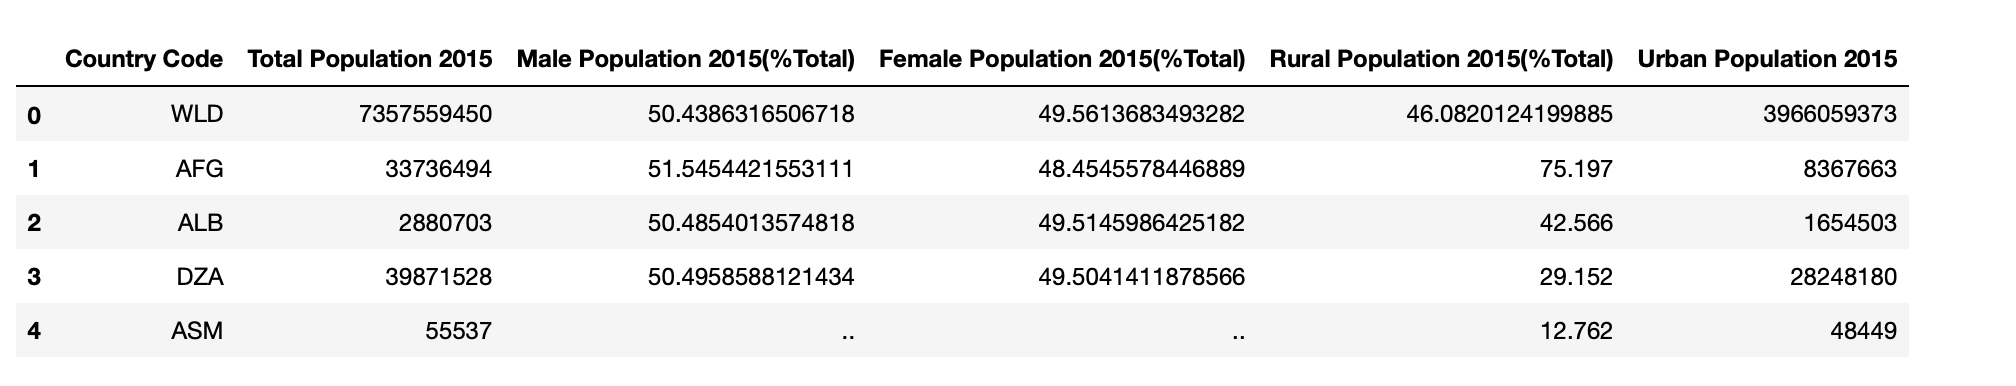 Country Code Total Population 2015 Male Population 2015(%Total) Female Population 2015(%Total) Rural Population 2015(%Total) Urban Population 2015
0 WLD 7357559450 50.4386316506718 49.5613683493282 46.0820124199885 3966059373
1 AFG 33736494 51.5454421553111 48.4545578446889 75.197 8367663
2 ALB 2880703 50.4854013574818 49.5145986425182 42.566 1654503
3 DZA 39871528 50.4958588121434 49.5041411878566 29.152 28248180
4 ASM 55537 .. .. 12.762 48449